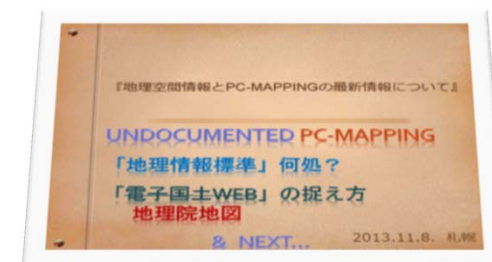 『地理空間情報とPC-MAPPINGの最新情報について』
UNDOCUMENTED PC-MAPPING
「地理情報標準」何処？
「電子国土WEB」の捉え方
地理院地図
& NEXT...
2013.11.8. 札幌